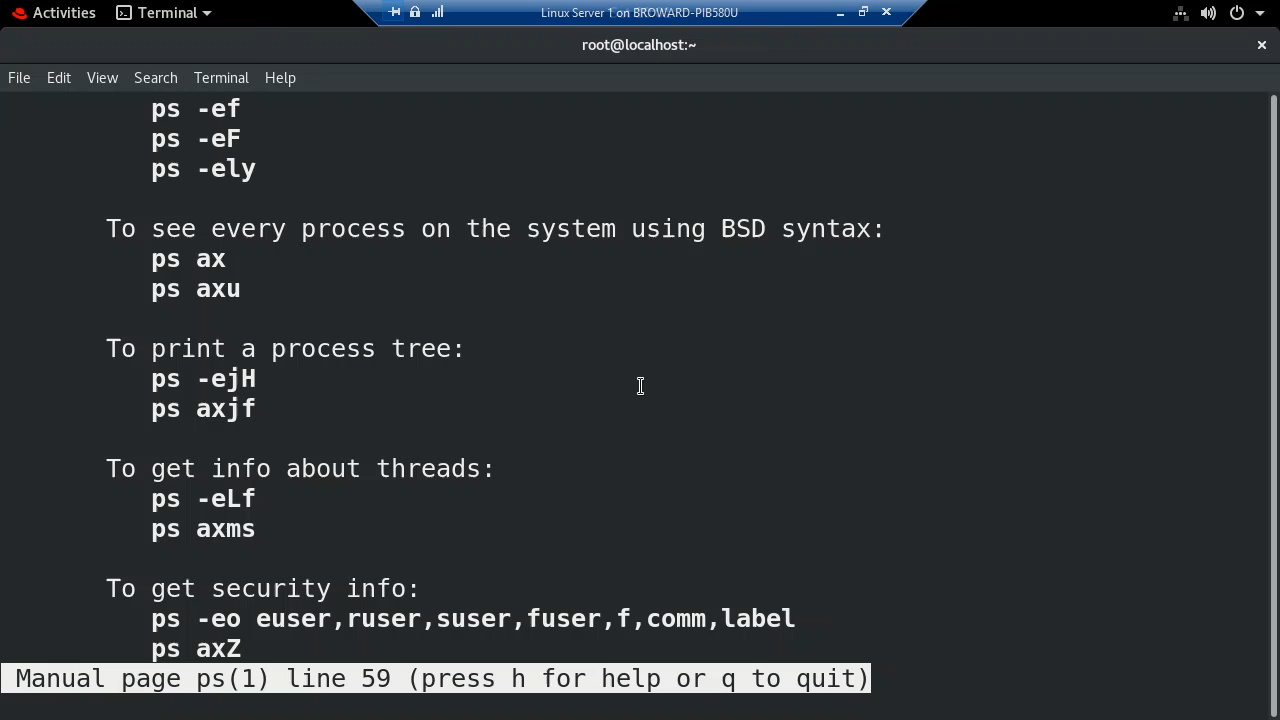 Activities Terminal Linux Server 1 on BROWARD-PIB580U
root@localhost:~
File Edit View Search Terminal Help
ps -ef
ps -eF
ps -ely
To see every process on the system using BSD syntax:
ps ax
ps axu
To print a process tree:
ps -ejH
ps axjf
To get info about threads:
ps -eLf
ps axms
To get security info:
ps -eo euser,ruser,suser,fuser,f,comm,label
ps axZ
Manual page ps(1) line 59 (press h for help or q to quit)